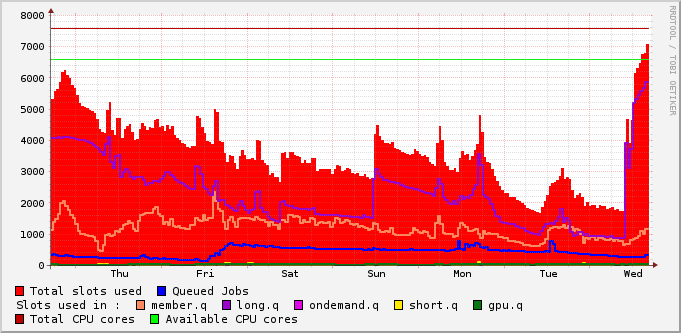 RRDTOOL / TOBI OETIKER
8000
7000
6000
5000
4000
3000
2000
1000
0
Thu Fri Sat Sun Mon Tue Wed
Total slots used Queued Jobs
Slots used in : member.q long.q ondemand.q short.q gpu.q
Total CPU cores Available CPU cores